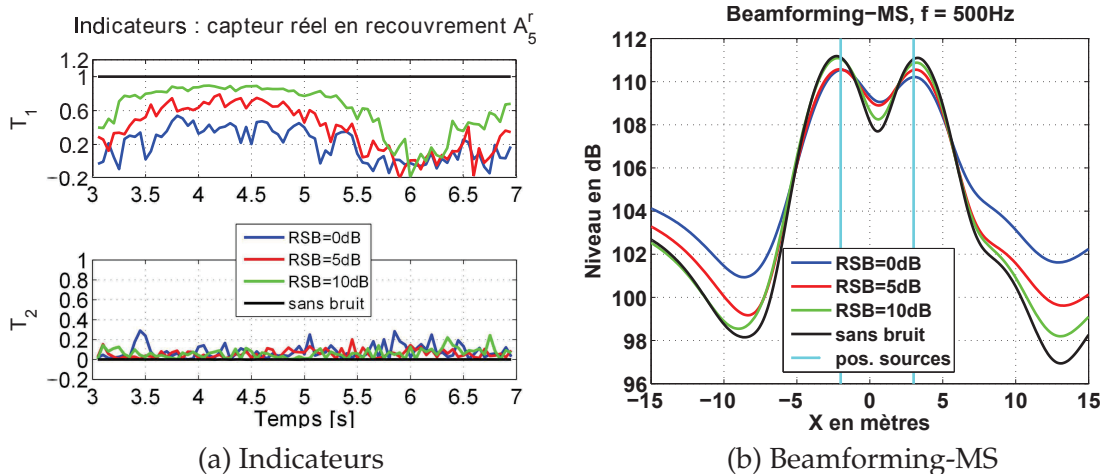 Indicateurs : capteur réel en recouvrement A₅ʳ
1.2
1
0.6
0.2
−0.2
T₁
3 3.5 4 4.5 5 5.5 6 6.5 7
RSB=0dB
RSB=5dB
RSB=10dB
sans bruit
1
0.8
0.6
0.4
0.2
0
−0.2
T₂
3 3.5 4 4.5 5 5.5 6 6.5 7
Temps [s]
(a) Indicateurs
Beamforming−MS, f = 500Hz
112
110
108
106
104
102
100
98
96
Niveau en dB
RSB=0dB
RSB=5dB
RSB=10dB
sans bruit
pos. sources
−15 −10 −5 0 5 10 15
X en mètres
(b) Beamforming-MS